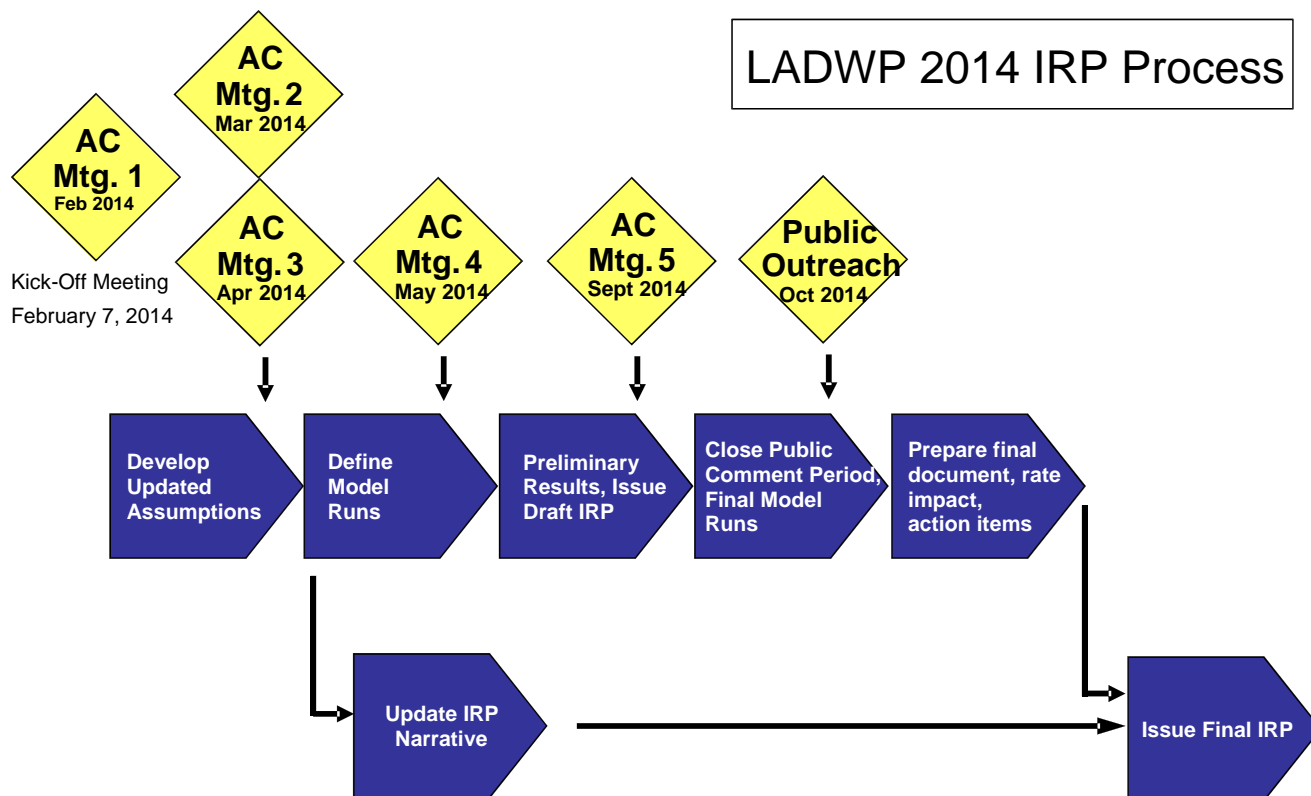 LADWP 2014 IRP Process
AC
Mtg. 1
Feb 2014
AC
Mtg. 2
Mar 2014
AC
Mtg. 3
Apr 2014
AC
Mtg. 4
May 2014
AC
Mtg. 5
Sept 2014
Public
Outreach
Oct 2014
Kick-Off Meeting
February 7, 2014
Develop
Updated
Assumptions
Define
Model
Runs
Preliminary
Results, Issue
Draft IRP
Close Public
Comment Period,
Final Model
Runs
Prepare final
document, rate
impact,
action items
Update IRP
Narrative
Issue Final IRP